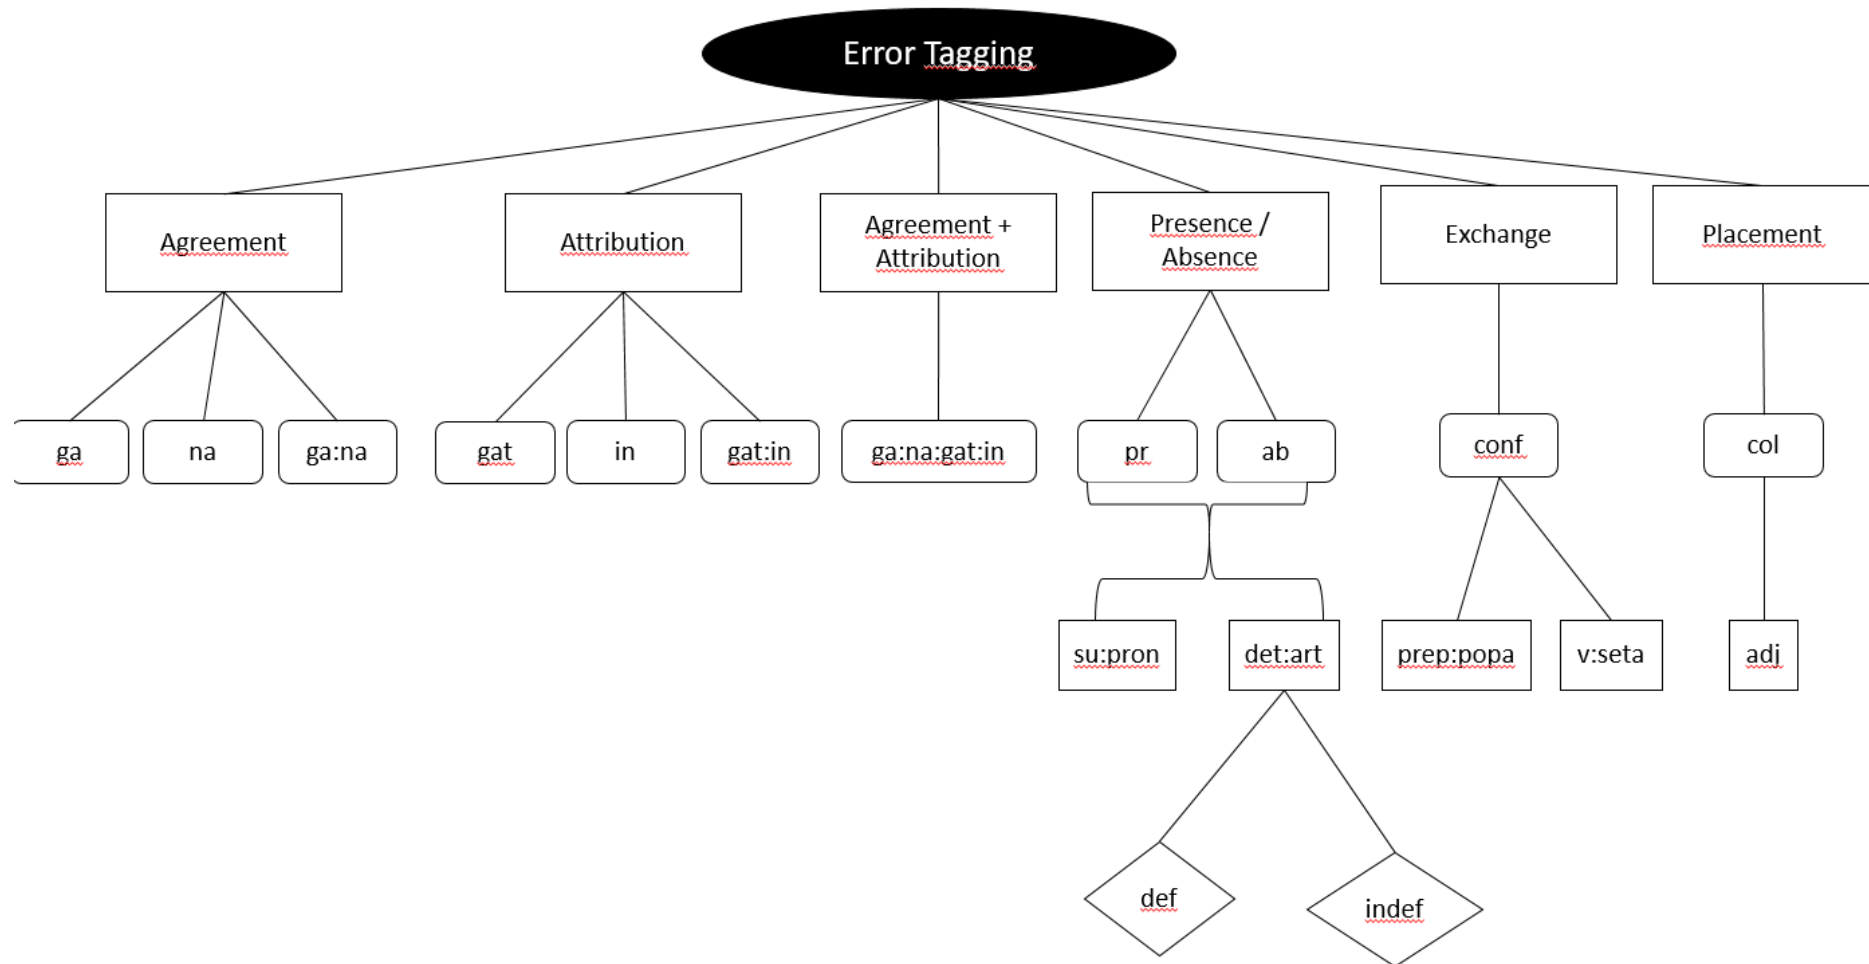 Error Tagging
Agreement
Attribution
Agreement +
Attribution
Presence /
Absence
Exchange
Placement
ga
na
ga:na
gat
in
gat:in
ga:na:gat:in
pr
ab
conf
col
su:pron
det:art
prep:popa
v:seta
adj
def
indef